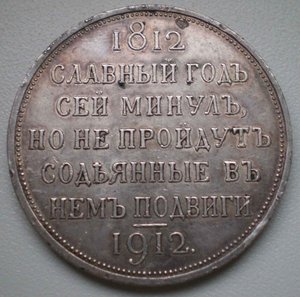 1812
СЛАВНЫЙ ГОДЪ
СЕЙ МИНУЛЪ,
НО НЕ ПРОЙДУТЪ
СОДѢЯННЫЕ ВЪ
НЕМЪ ПОДВИГИ
1912.